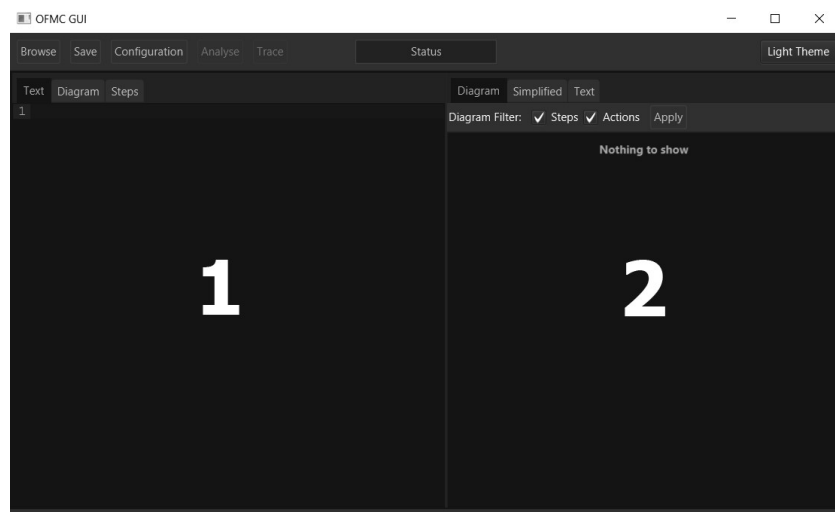 OFMC GUI
Browse Save Configuration Analyse Trace Status Light Theme
Text Diagram Steps Diagram Simplified Text
1 Diagram Filter: Steps Actions Apply
Nothing to show
1 2